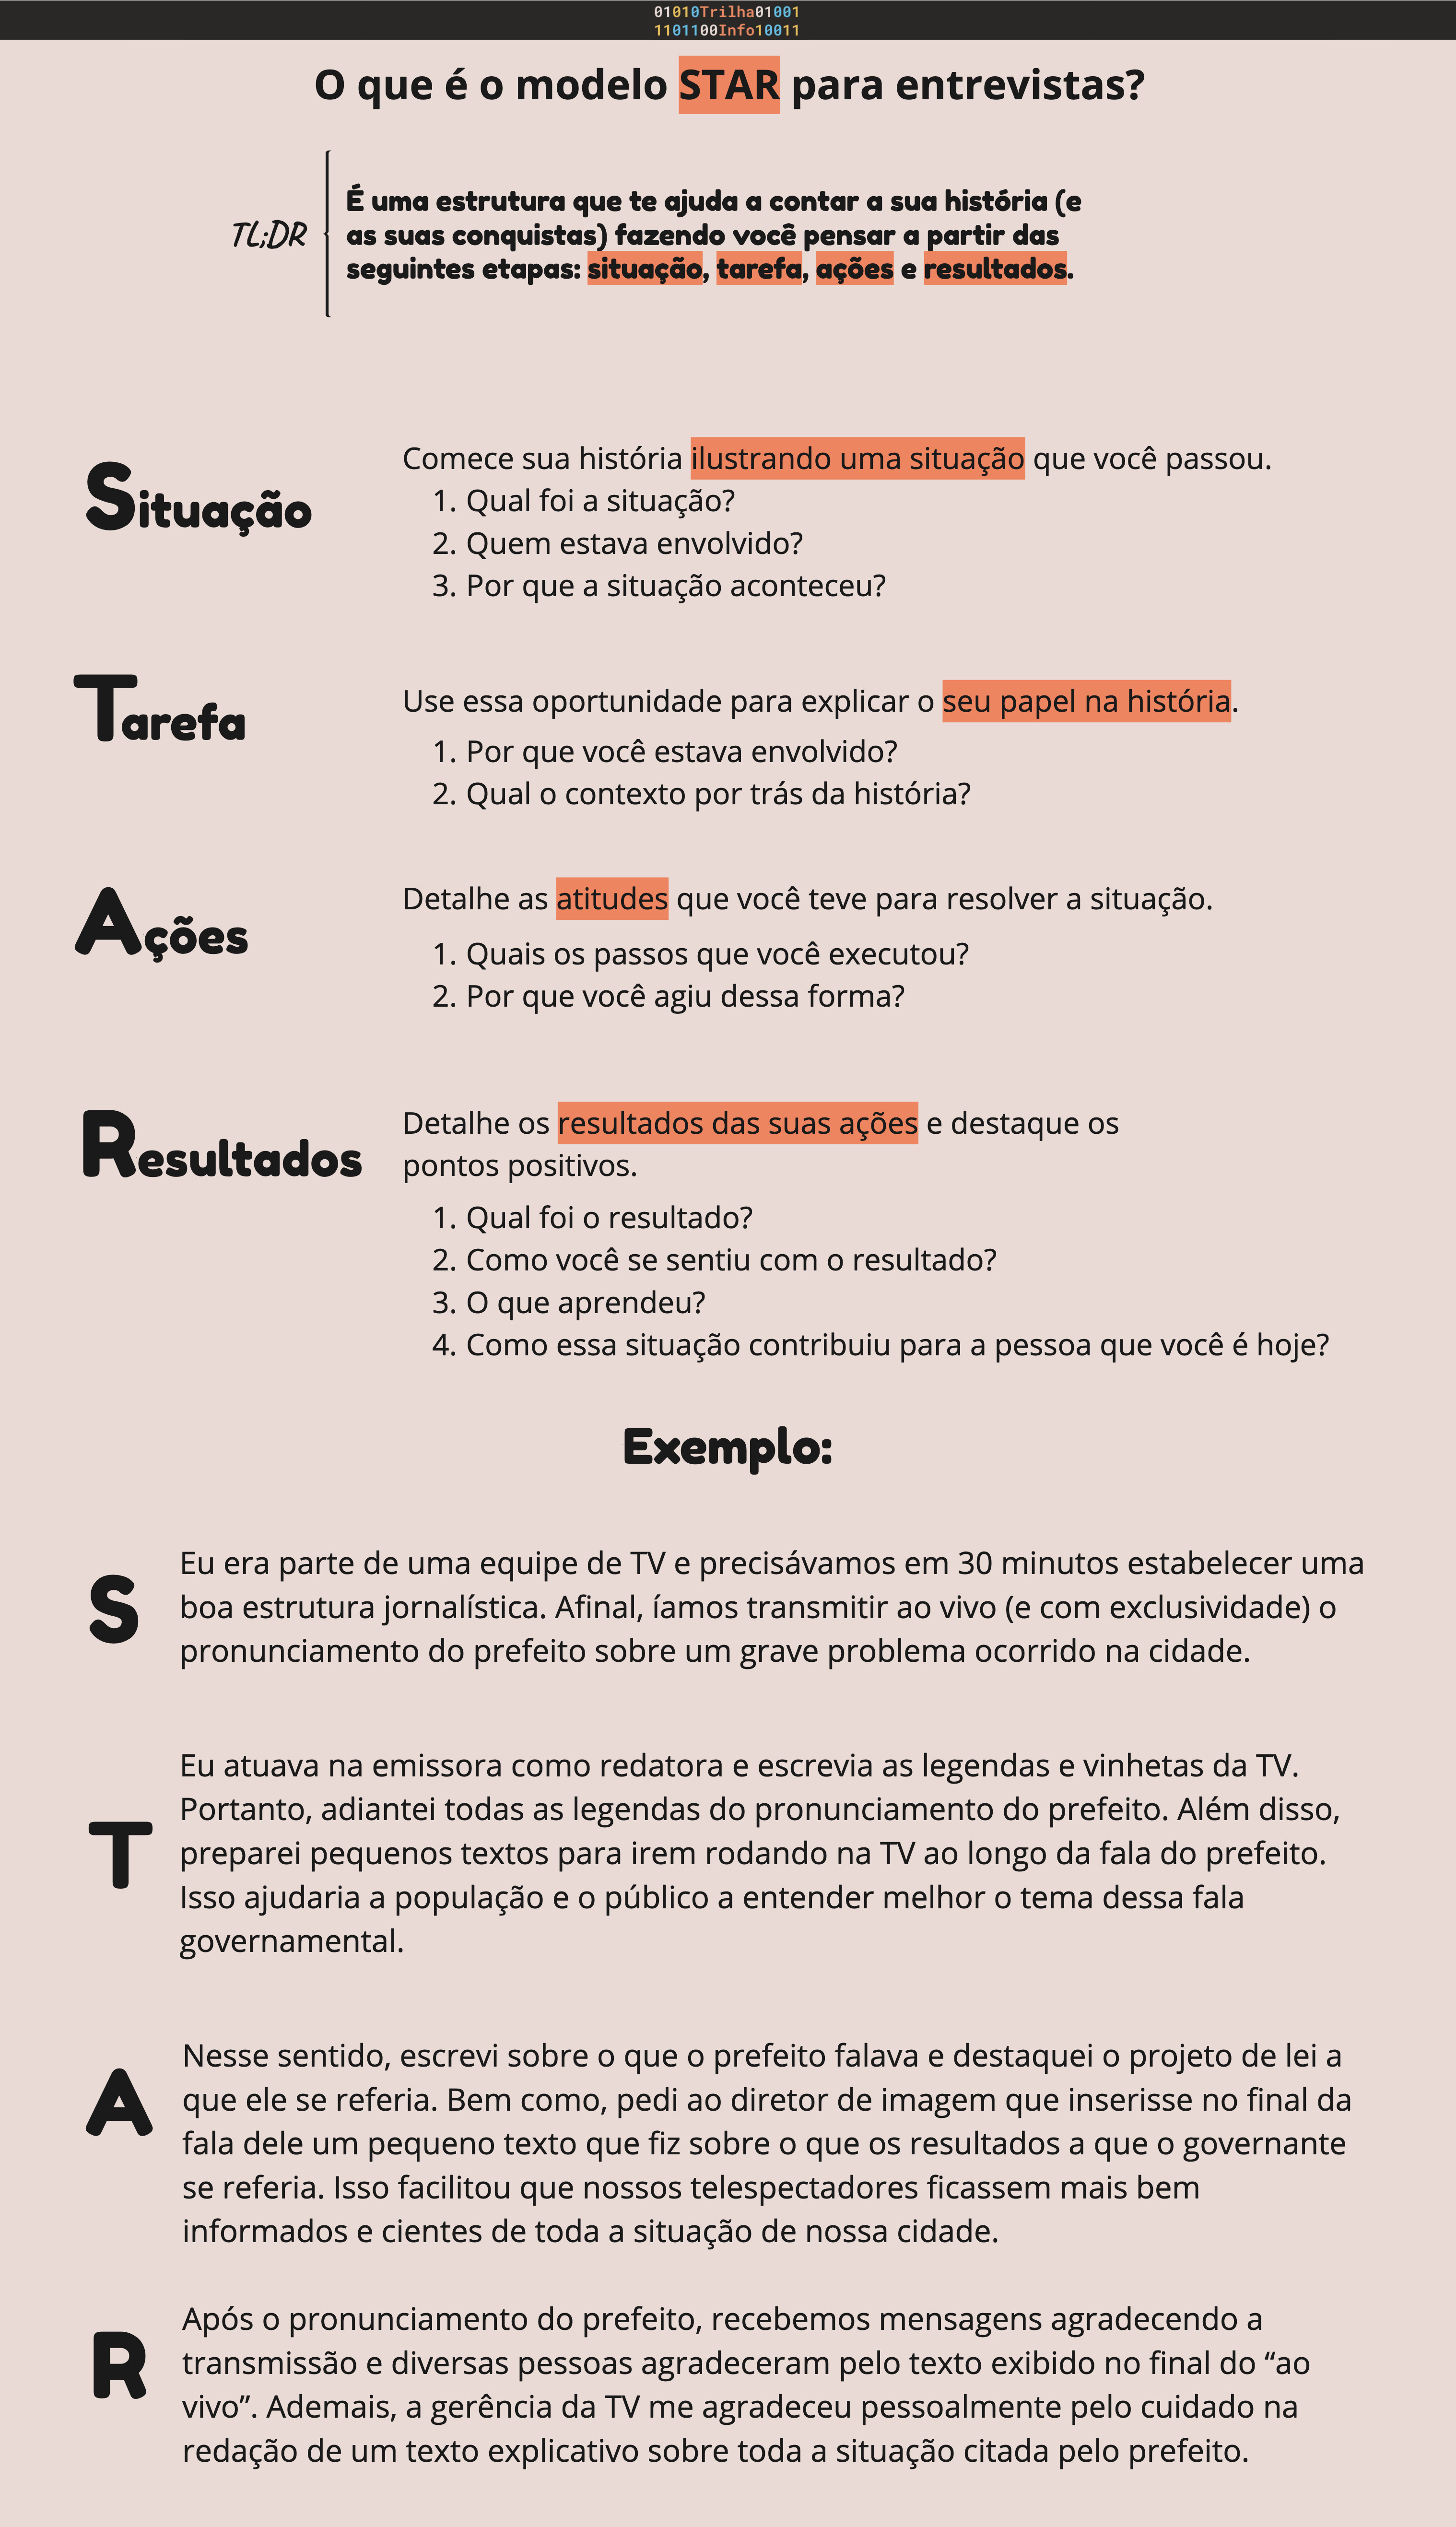 01010Trilha01001
1101100Info10011
O que é o modelo STAR para entrevistas?
TL;DR
É uma estrutura que te ajuda a contar a sua história (e
as suas conquistas) fazendo você pensar a partir das
seguintes etapas: situação, tarefa, ações e resultados.
Situação
Comece sua história ilustrando uma situação que você passou.
1. Qual foi a situação?
2. Quem estava envolvido?
3. Por que a situação aconteceu?
Tarefa
Use essa oportunidade para explicar o seu papel na história.
1. Por que você estava envolvido?
2. Qual o contexto por trás da história?
Ações
Detalhe as atitudes que você teve para resolver a situação.
1. Quais os passos que você executou?
2. Por que você agiu dessa forma?
Resultados
Detalhe os resultados das suas ações e destaque os
pontos positivos.
1. Qual foi o resultado?
2. Como você se sentiu com o resultado?
3. O que aprendeu?
4. Como essa situação contribuiu para a pessoa que você é hoje?
Exemplo:
S
Eu era parte de uma equipe de TV e precisávamos em 30 minutos estabelecer uma
boa estrutura jornalística. Afinal, íamos transmitir ao vivo (e com exclusividade) o
pronunciamento do prefeito sobre um grave problema ocorrido na cidade.
T
Eu atuava na emissora como redatora e escrevia as legendas e vinhetas da TV.
Portanto, adiantei todas as legendas do pronunciamento do prefeito. Além disso,
preparei pequenos textos para irem rodando na TV ao longo da fala do prefeito.
Isso ajudaria a população e o público a entender melhor o tema dessa fala
governamental.
A
Nesse sentido, escrevi sobre o que o prefeito falava e destaquei o projeto de lei a
que ele se referia. Bem como, pedi ao diretor de imagem que inserisse no final da
fala dele um pequeno texto que fiz sobre o que os resultados a que o governante
se referia. Isso facilitou que nossos telespectadores ficassem mais bem
informados e cientes de toda a situação de nossa cidade.
R
Após o pronunciamento do prefeito, recebemos mensagens agradecendo a
transmissão e diversas pessoas agradeceram pelo texto exibido no final do “ao
vivo”. Ademais, a gerência da TV me agradeceu pessoalmente pelo cuidado na
redação de um texto explicativo sobre toda a situação citada pelo prefeito.